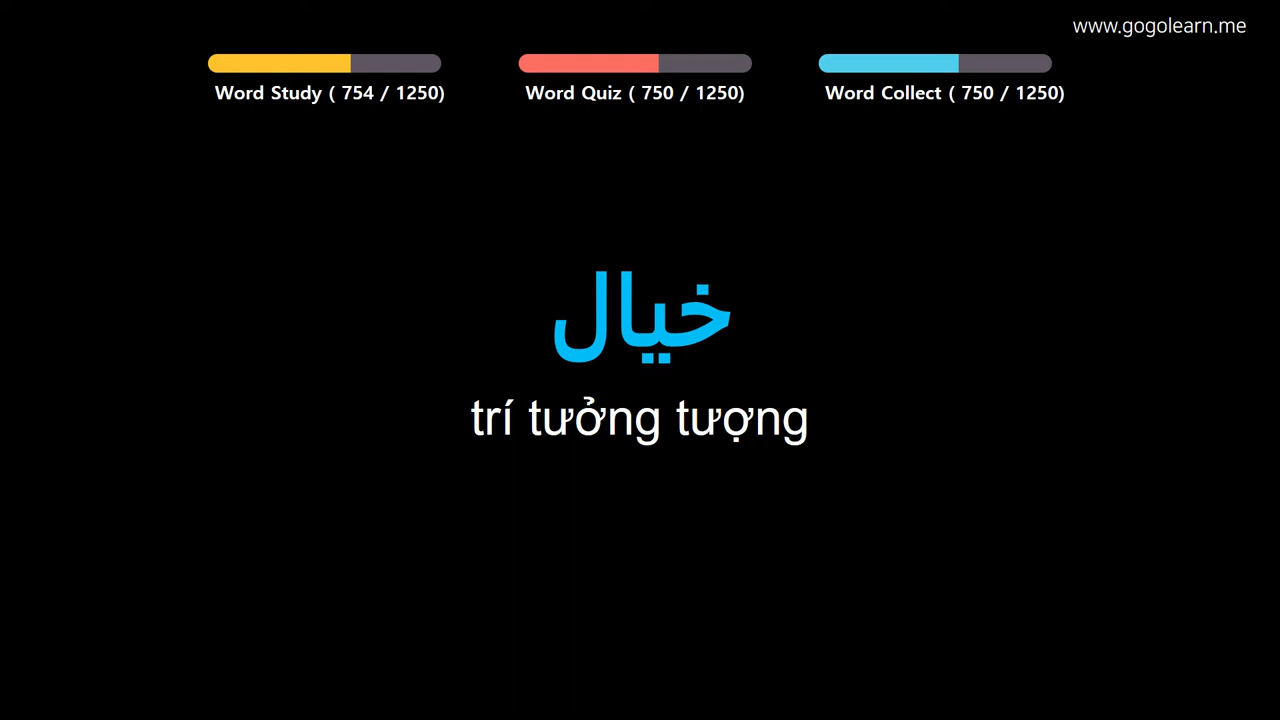 www.gogolearn.me
Word Study ( 754 / 1250)
Word Quiz ( 750 / 1250)
Word Collect ( 750 / 1250)
خيال
trí tưởng tượng